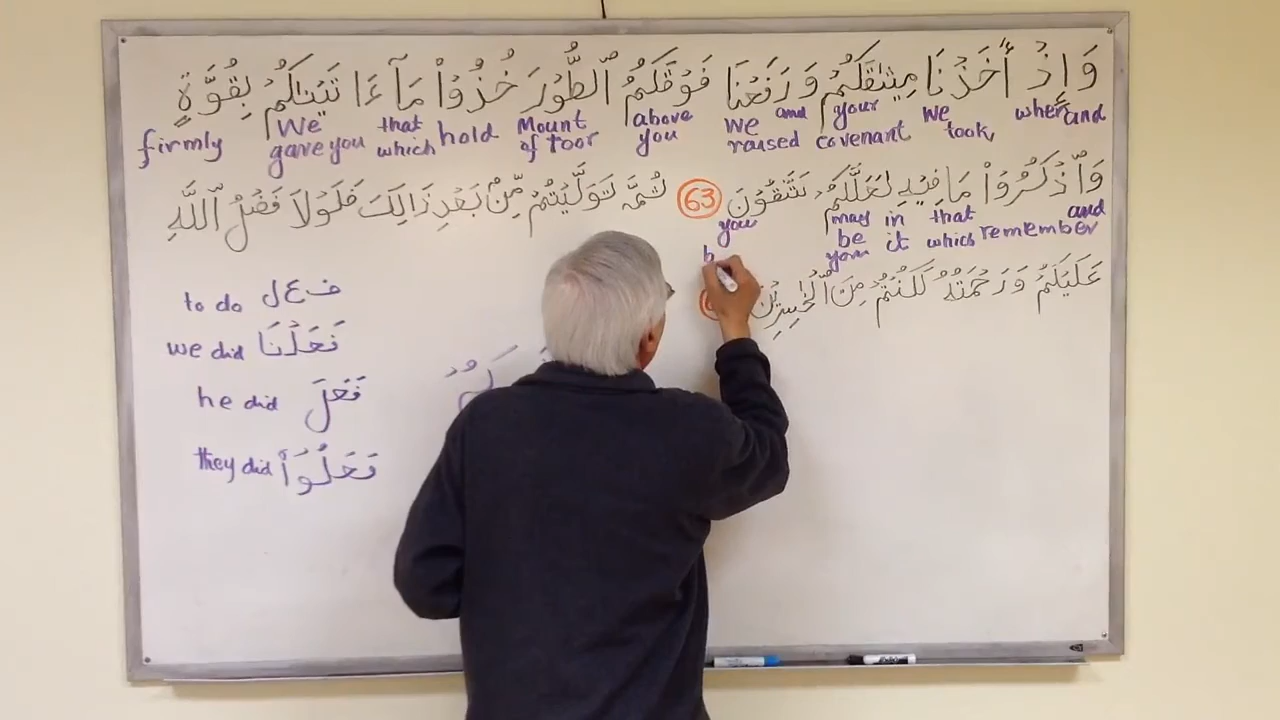 وَإِذۡ أَخَذۡنَا مِيثَٰقَكُمۡ وَرَفَعۡنَا فَوۡقَكُمُ ٱلطُّورَ خُذُوا۟ مَآ ءَاتَيۡنَٰكُمۡ بِقُوَّةٍ
and when we took your covenant and we raised above you Mount of Toor hold that which We gave you firmly
وَٱذۡكُرُوا۟ مَا فِيهِ لَعَلَّكُمۡ تَتَّقُونَ 63 ثُمَّ تَوَلَّيۡتُمۡ مِّنۢ بَعۡدِ ذَٰلِكَ فَلَوۡلَا فَضۡلُ ٱللَّهِ
and remember that which in it may be you you b
عَلَيۡكُمۡ وَرَحۡمَتُهُۥ لَكُنتُم مِّنَ ٱلۡخَٰسِرِينَ
to do ف ع ل
we did فَعَلۡنَا
he did فَعَلَ
they did فَعَلُوا۟